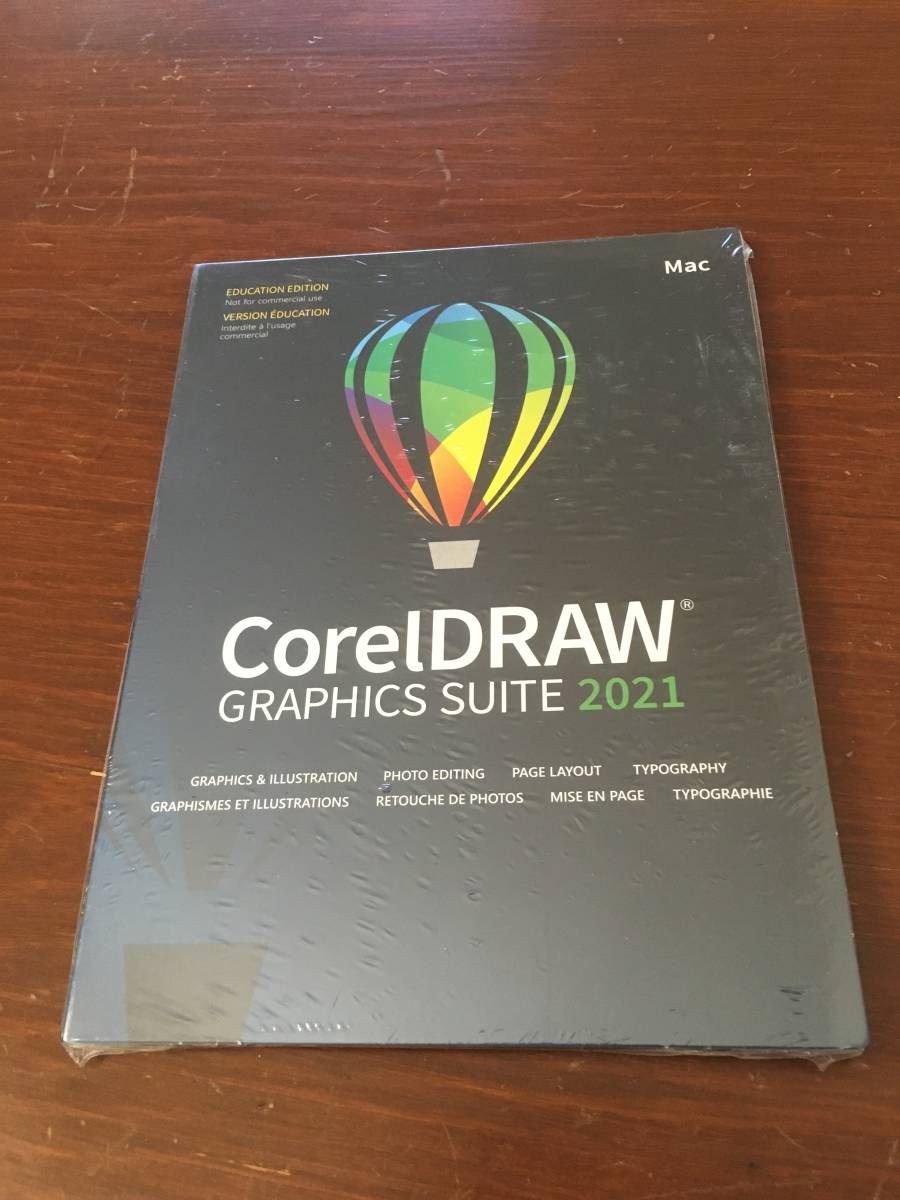 Mac
EDUCATION EDITION
Not for commercial use
VERSION ÉDUCATION
Interdite à l'usage
commercial
CorelDRAW®
GRAPHICS SUITE 2021
GRAPHICS & ILLUSTRATION PHOTO EDITING PAGE LAYOUT TYPOGRAPHY
GRAPHISMES ET ILLUSTRATIONS RETOUCHE DE PHOTOS MISE EN PAGE TYPOGRAPHIE